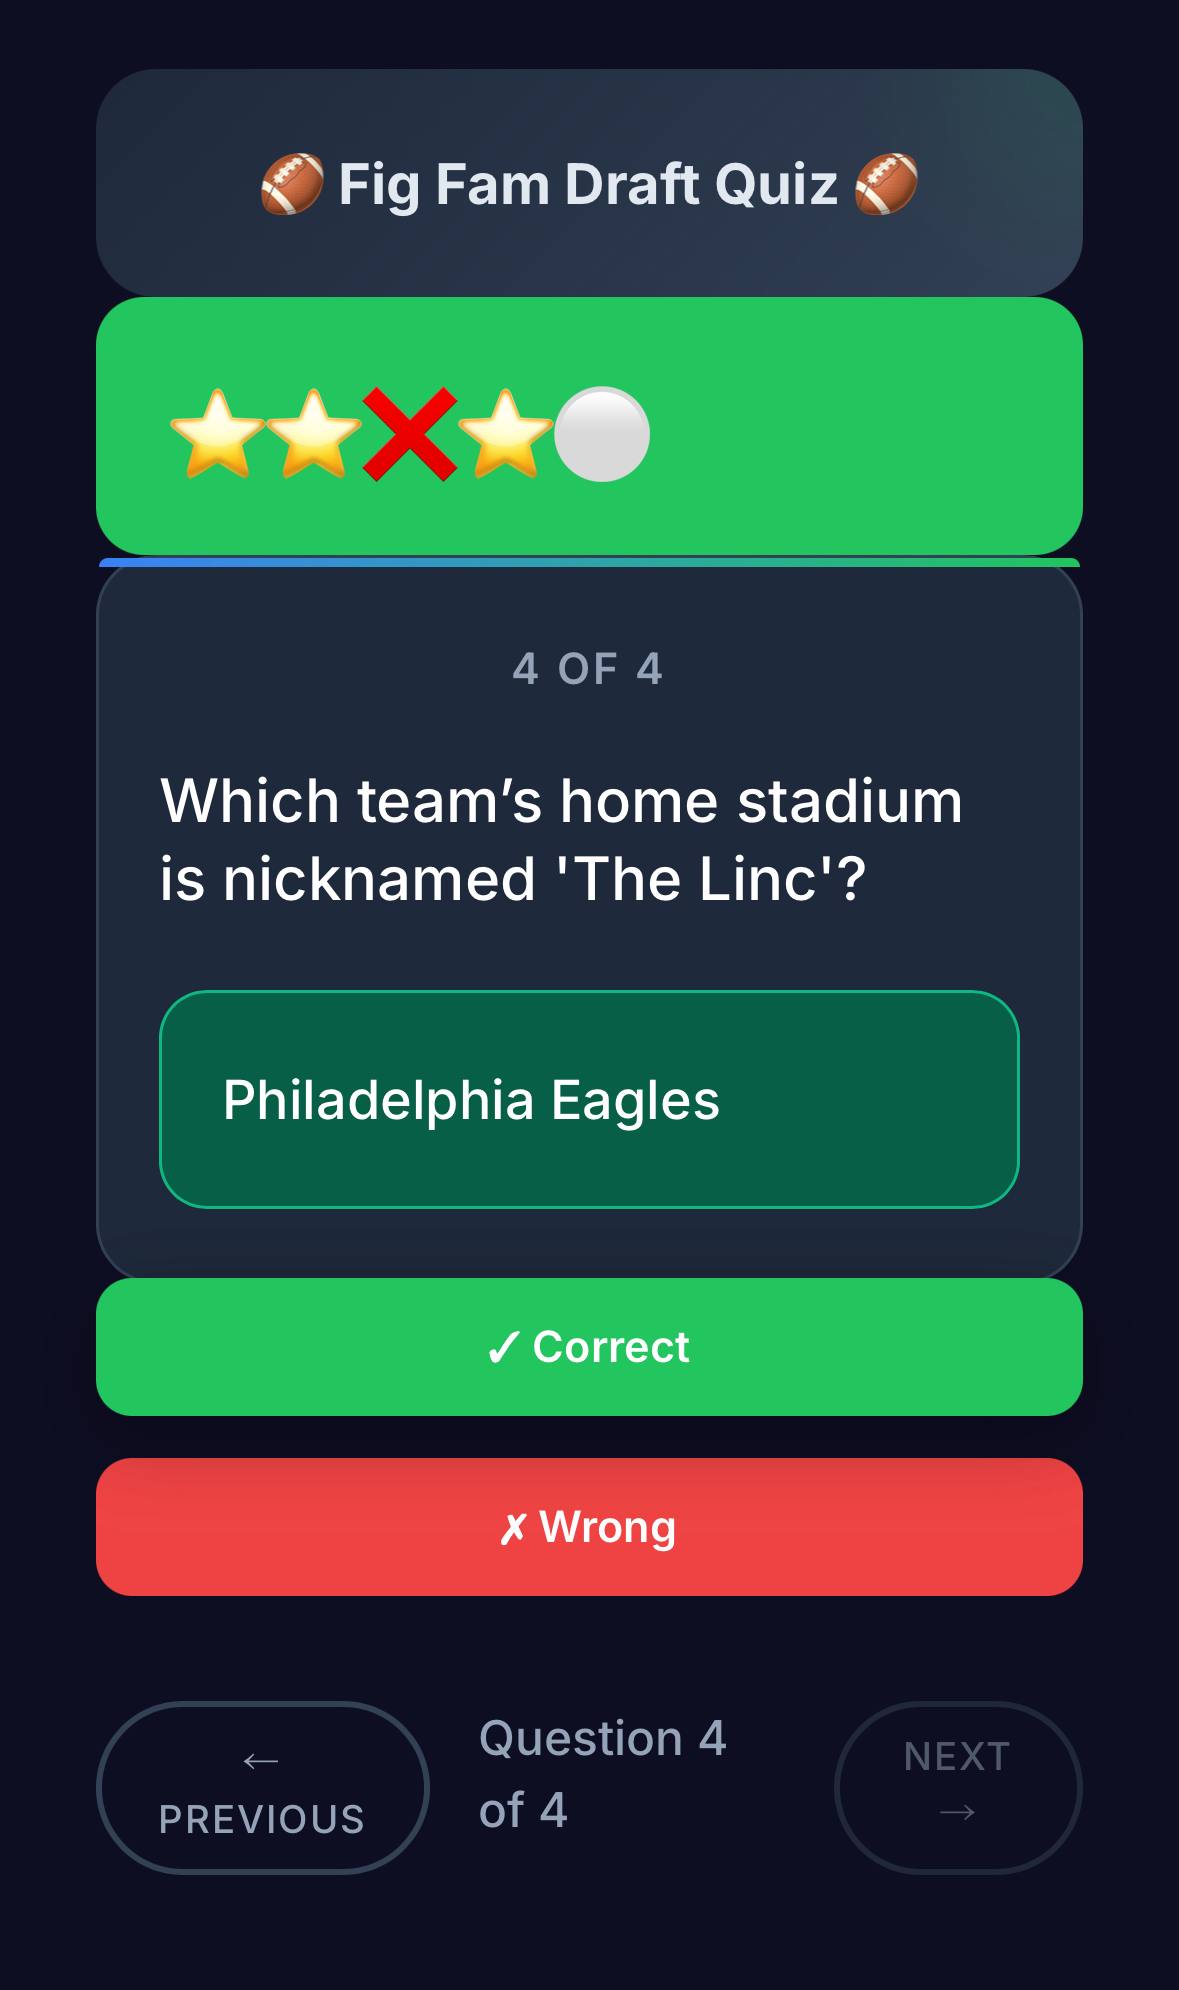 🏈 Fig Fam Draft Quiz 🏈
⭐⭐❌⭐⚪
4 OF 4
Which team’s home stadium
is nicknamed 'The Linc'?
Philadelphia Eagles
✓ Correct
✗ Wrong
←
PREVIOUS
Question 4
of 4
NEXT
→